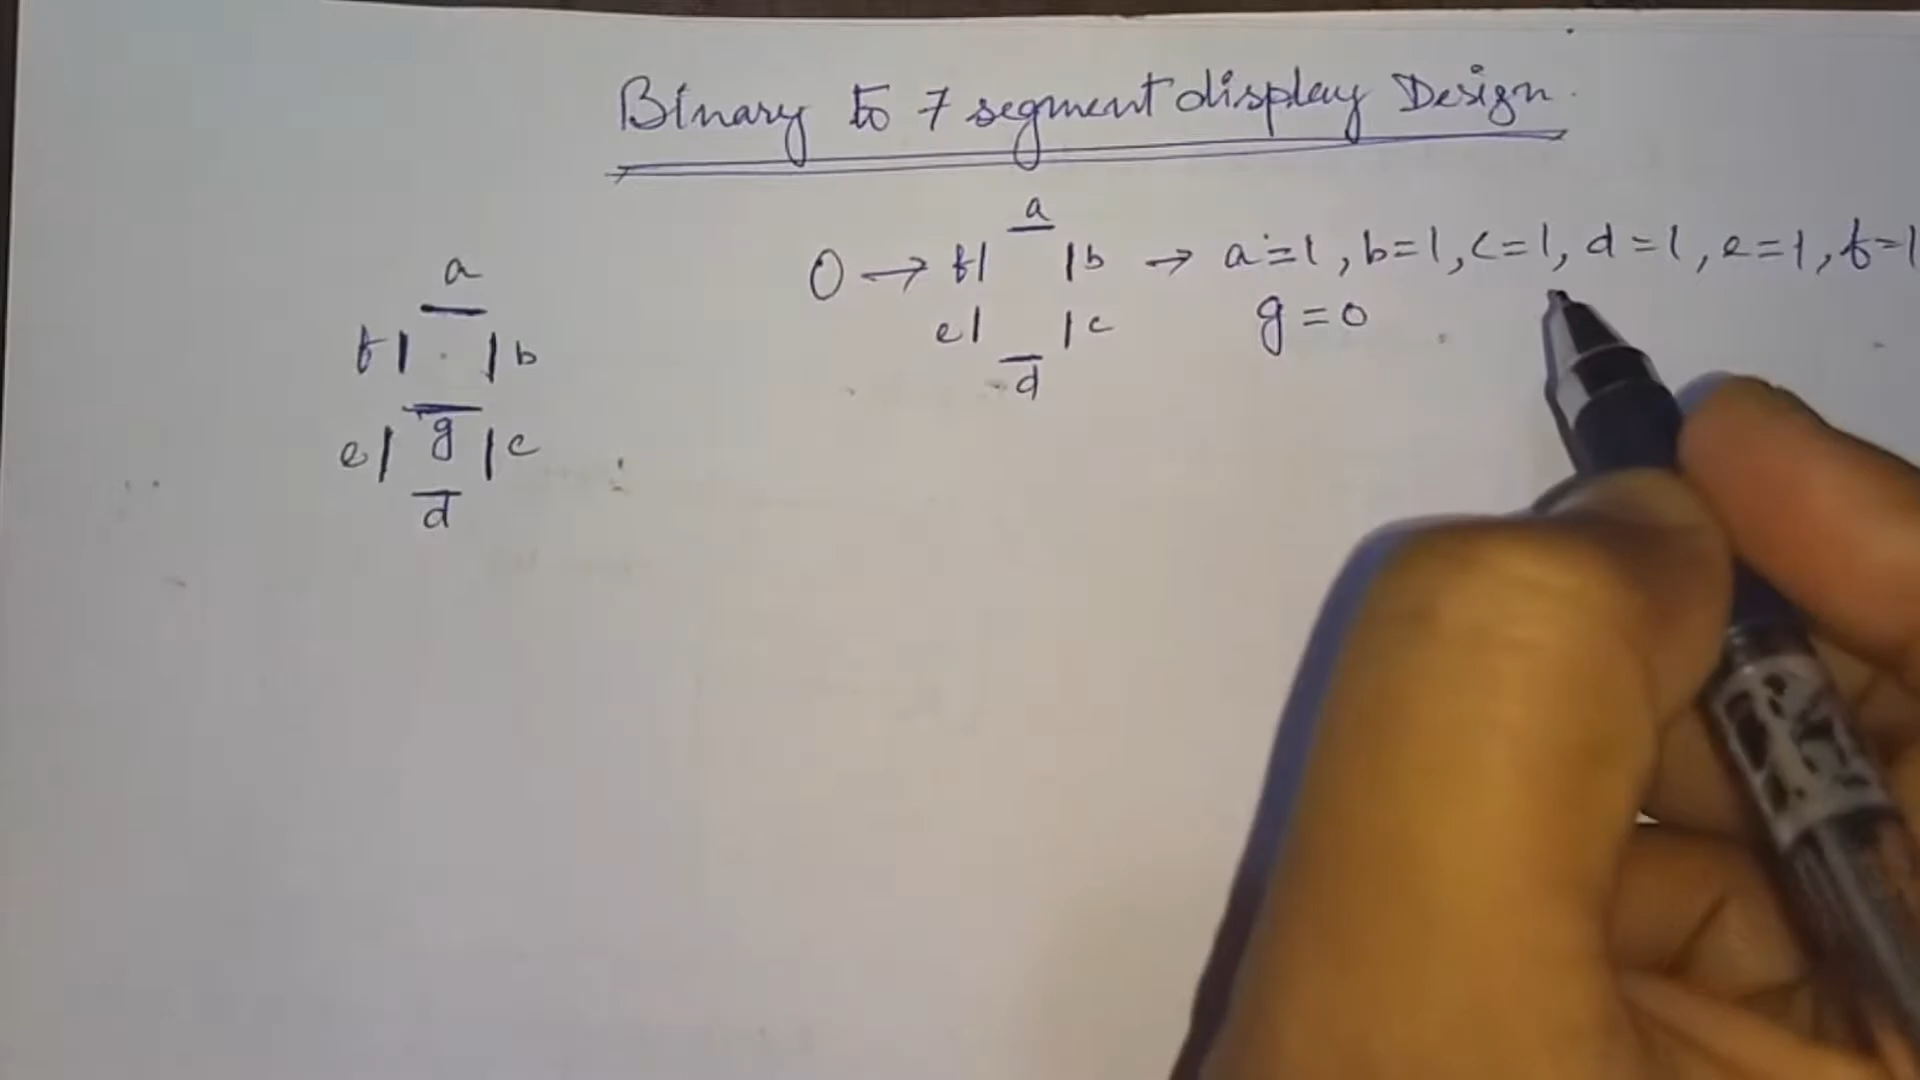 Binary to 7 segment display Design.
a
f b
g
e c
d
a
0 → f b → a=1, b=1, c=1, d=1, e=1, f=1
e c g=0
d